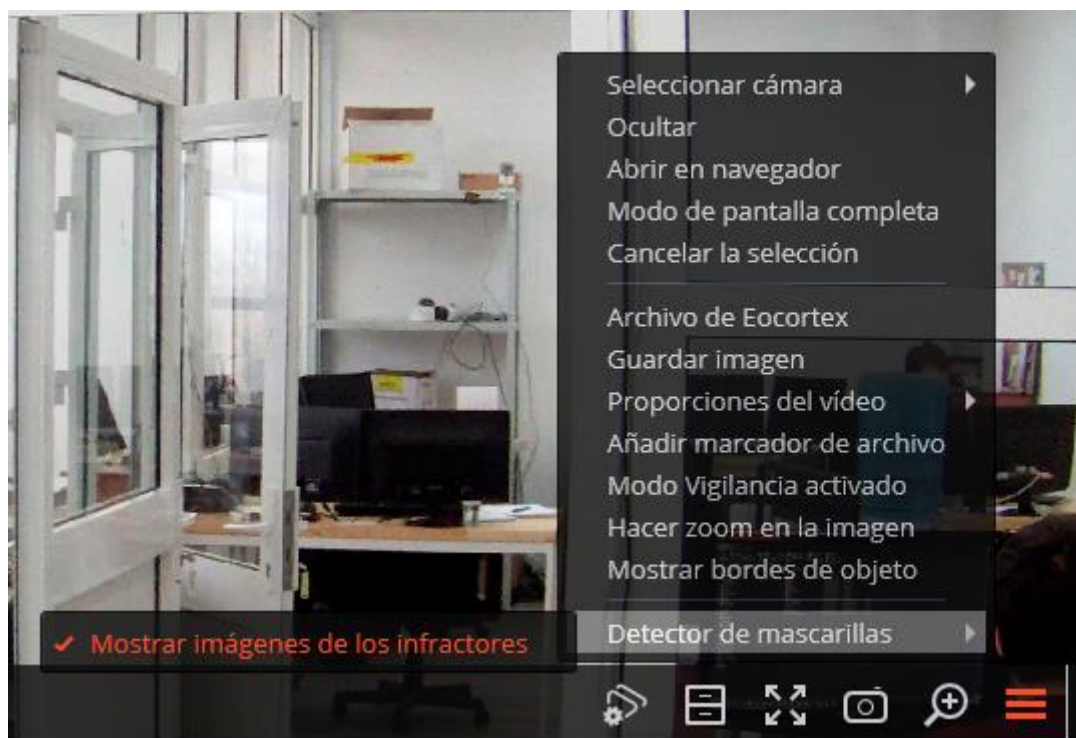 Seleccionar cámara
Ocultar
Abrir en navegador
Modo de pantalla completa
Cancelar la selección
Archivo de Eocortex
Guardar imagen
Proporciones del vídeo
Añadir marcador de archivo
Modo Vigilancia activado
Hacer zoom en la imagen
Mostrar bordes de objeto
Detector de mascarillas
Mostrar imágenes de los infractores